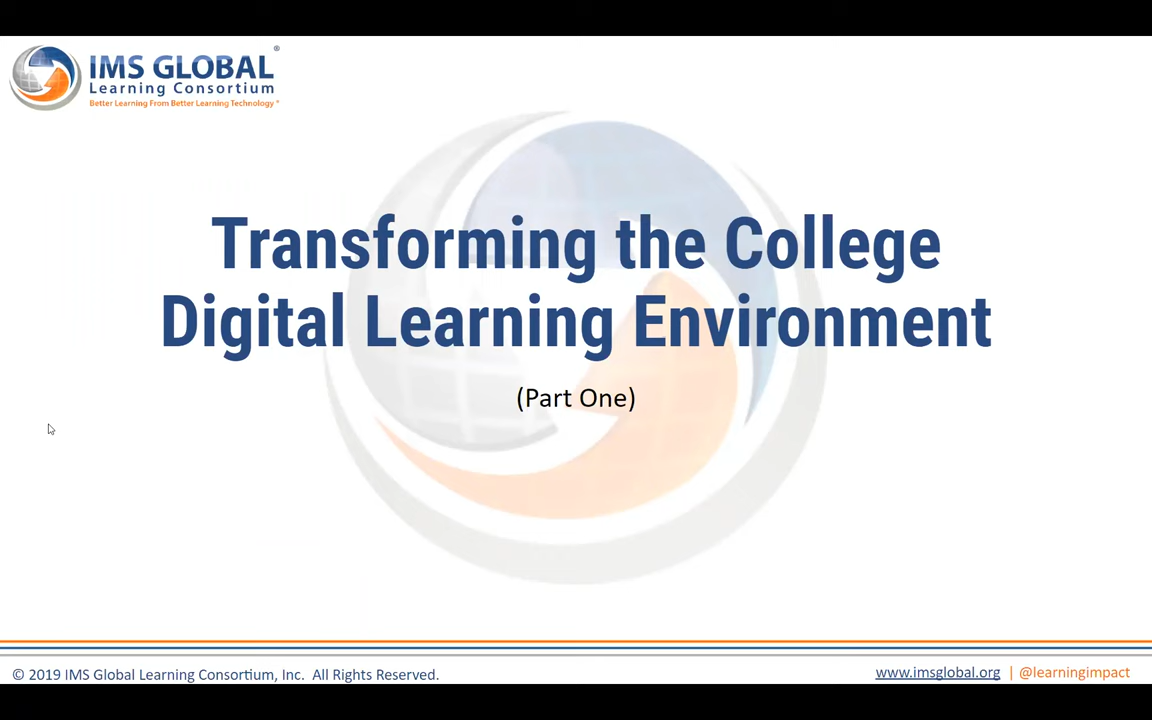 IMS GLOBAL®
Learning Consortium
Better Learning From Better Learning Technology®
Transforming the College
Digital Learning Environment
(Part One)
© 2019 IMS Global Learning Consortium, Inc. All Rights Reserved.
www.imsglobal.org | @learningimpact